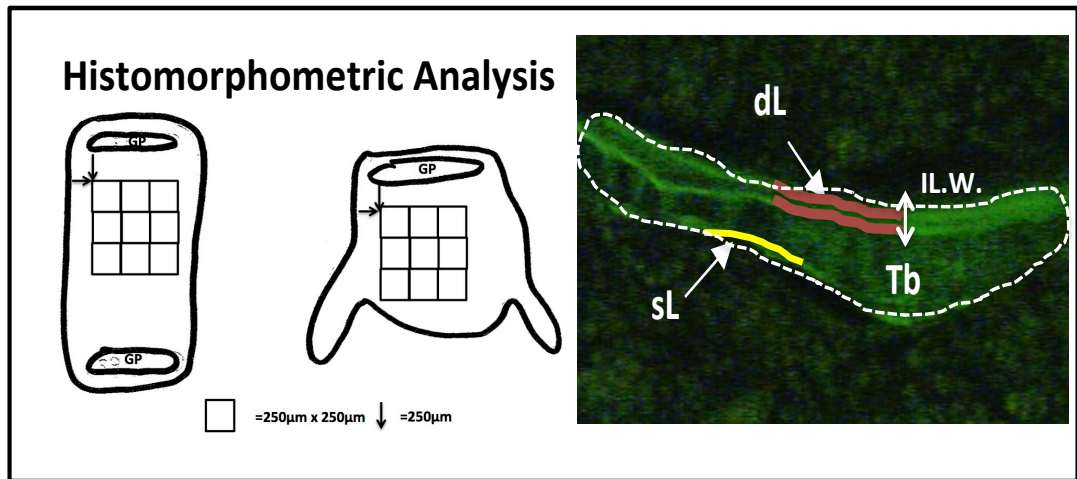 Histomorphometric Analysis
GP
GP
GP
=250µm x 250µm =250µm
dL
IL.W.
Tb
sL